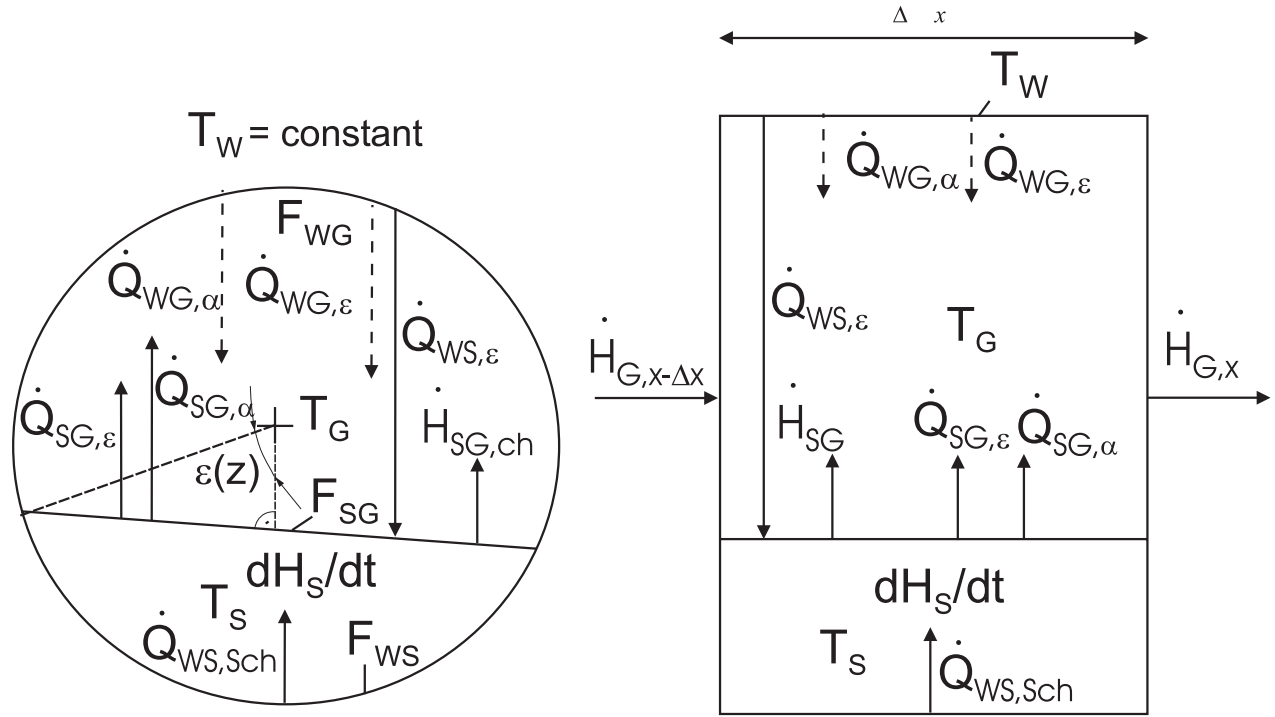 T_W = constant
F_WG
Q̇_WG,α
Q̇_WG,ε
Q̇_WS,ε
Q̇_SG,ε
Q̇_SG,α
T_G
Ḣ_SG,ch
ε(z)
F_SG
dH_S/dt
T_S
Q̇_WS,Sch
F_WS
Δ x
T_W
Q̇_WG,α
Q̇_WG,ε
Q̇_WS,ε
T_G
Ḣ_G,x-Δx
Ḣ_G,x
Ḣ_SG
Q̇_SG,ε
Q̇_SG,α
dH_S/dt
T_S
Q̇_WS,Sch